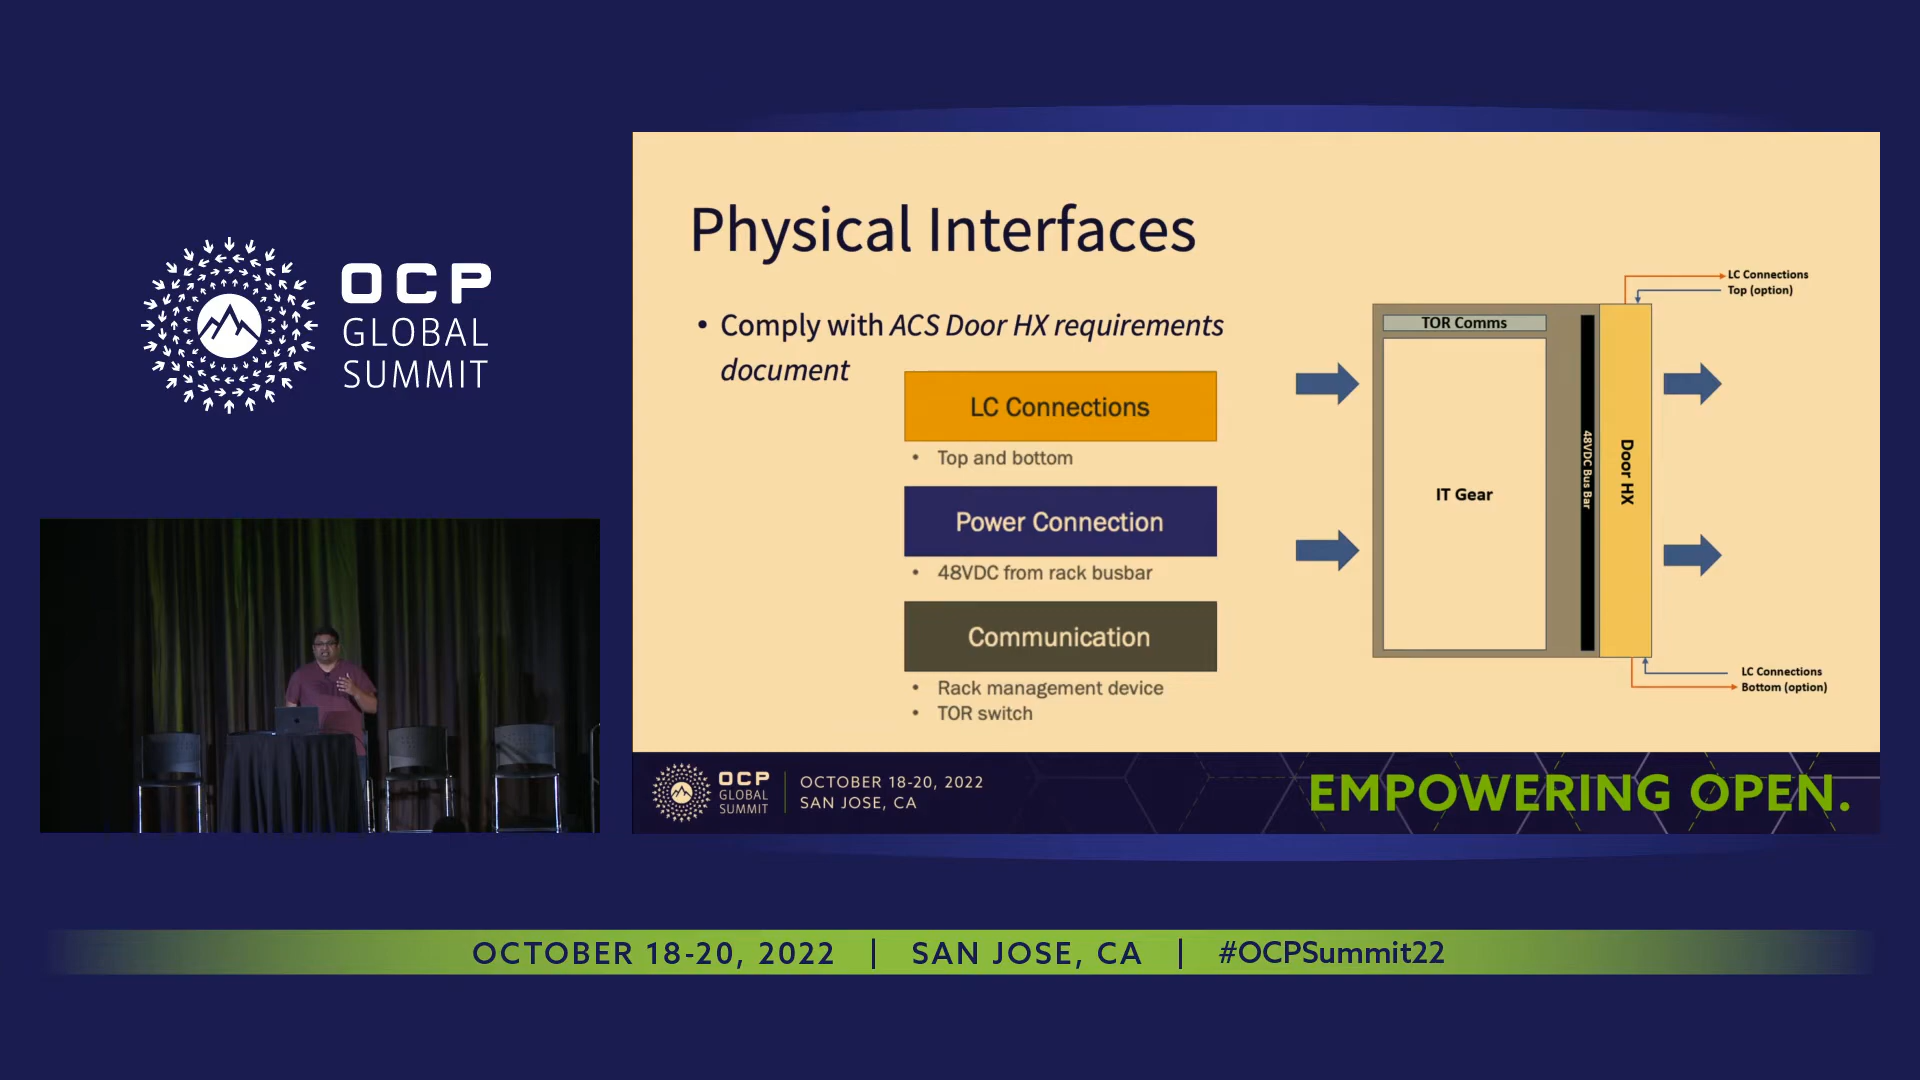 OCP
GLOBAL
SUMMIT
Physical Interfaces
• Comply with ACS Door HX requirements
document
LC Connections
• Top and bottom
Power Connection
• 48VDC from rack busbar
Communication
• Rack management device
• TOR switch
LC Connections
Top (option)
TOR Comms
IT Gear
48VDC Bus Bar
Door HX
LC Connections
Bottom (option)
OCP
GLOBAL
SUMMIT
OCTOBER 18-20, 2022
SAN JOSE, CA
EMPOWERING OPEN.
OCTOBER 18-20, 2022 | SAN JOSE, CA | #OCPSummit22